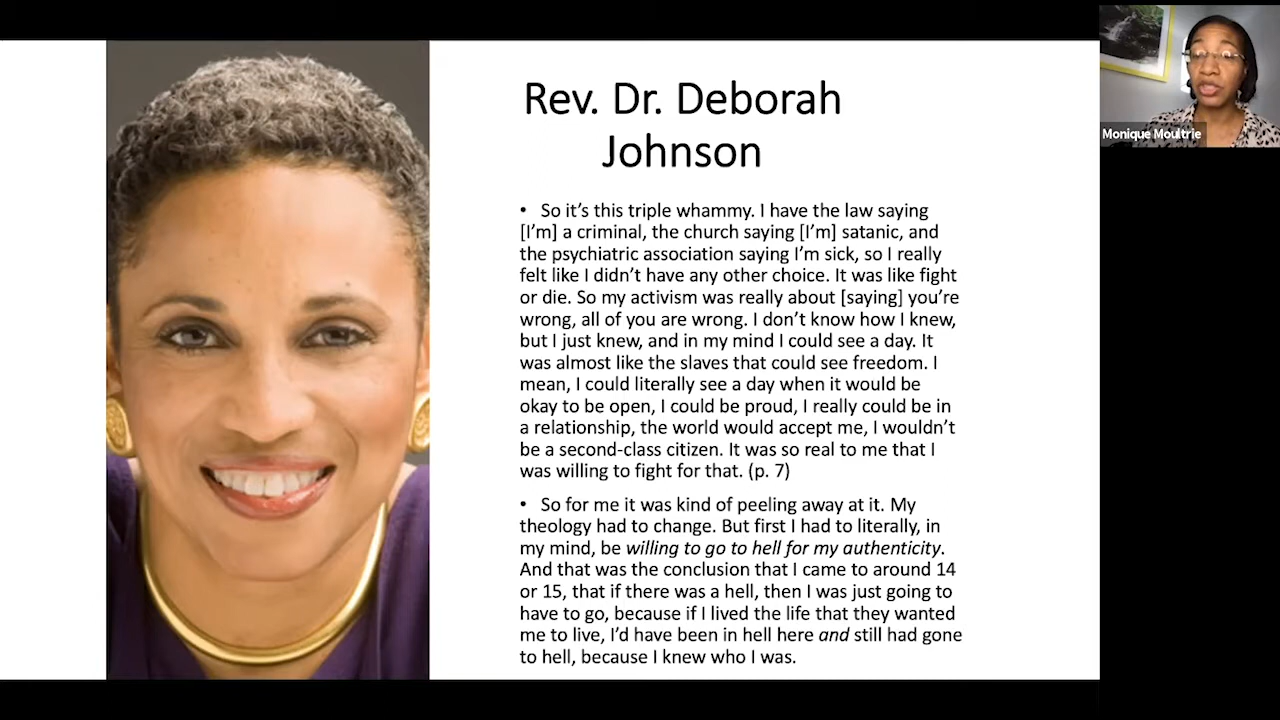 Rev. Dr. Deborah
Johnson
• So it’s this triple whammy. I have the law saying
[I’m] a criminal, the church saying [I’m] satanic, and
the psychiatric association saying I’m sick, so I really
felt like I didn’t have any other choice. It was like fight
or die. So my activism was really about [saying] you’re
wrong, all of you are wrong. I don’t know how I knew,
but I just knew, and in my mind I could see a day. It
was almost like the slaves that could see freedom. I
mean, I could literally see a day when it would be
okay to be open, I could be proud, I really could be in
a relationship, the world would accept me, I wouldn’t
be a second-class citizen. It was so real to me that I
was willing to fight for that. (p. 7)
• So for me it was kind of peeling away at it. My
theology had to change. But first I had to literally, in
my mind, be willing to go to hell for my authenticity.
And that was the conclusion that I came to around 14
or 15, that if there was a hell, then I was just going to
have to go, because if I lived the life that they wanted
me to live, I’d have been in hell here and still had gone
to hell, because I knew who I was.
Monique Moultrie